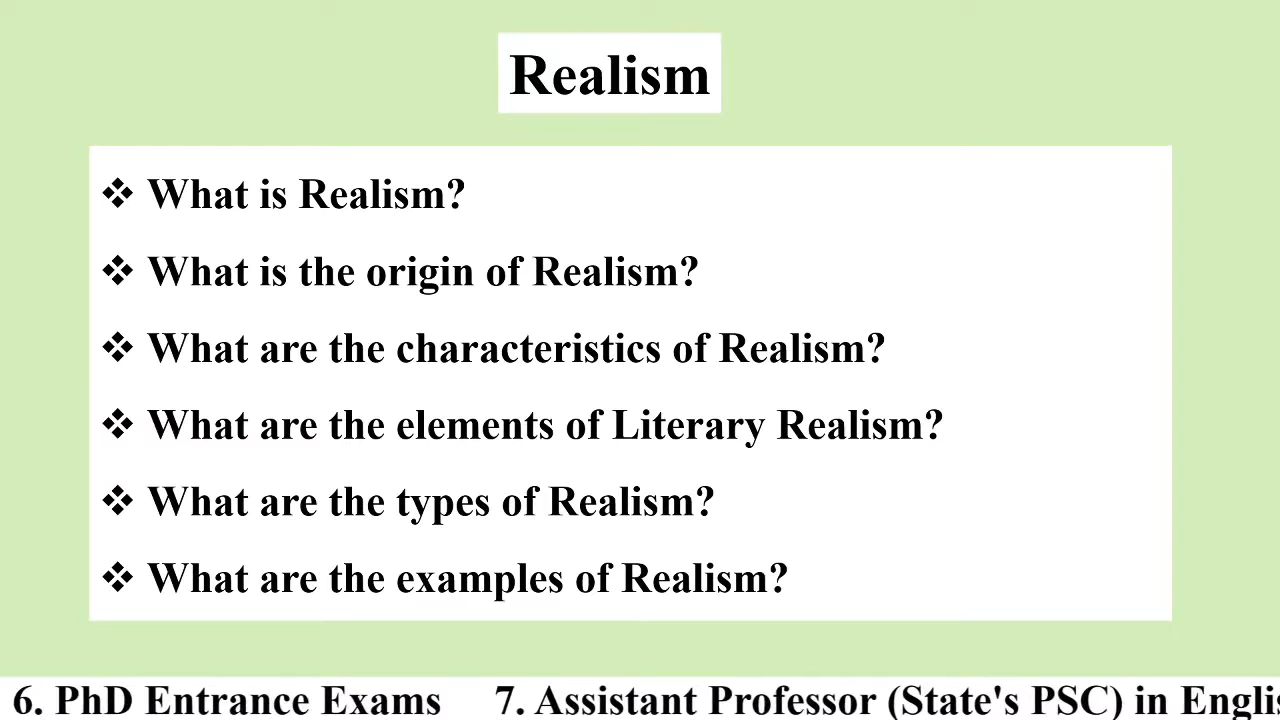 Realism
❖ What is Realism?
❖ What is the origin of Realism?
❖ What are the characteristics of Realism?
❖ What are the elements of Literary Realism?
❖ What are the types of Realism?
❖ What are the examples of Realism?
6. PhD Entrance Exams 7. Assistant Professor (State's PSC) in